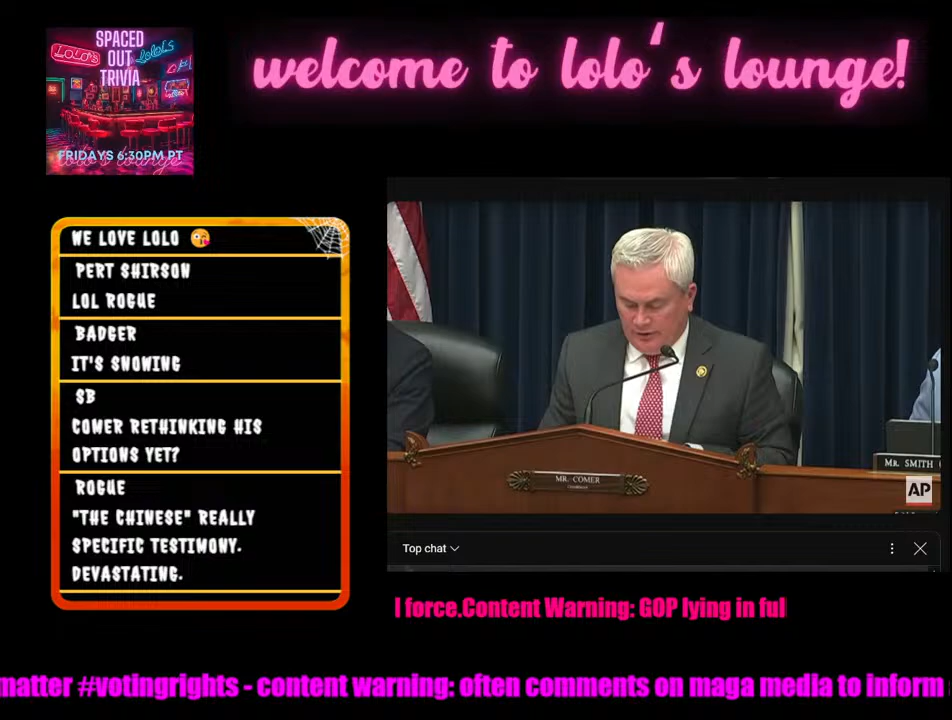 SPACED
OUT
TRIVIA
LOLO'S
FRIDAYS 6:30PM PT
lolo's lounge
welcome to lolo's lounge!
WE LOVE LOLO 😘
PERT SHIRSON
LOL ROGUE
BADGER
IT'S SNOWING
SB
COMER RETHINKING HIS
OPTIONS YET?
ROGUE
"THE CHINESE" REALLY
SPECIFIC TESTIMONY.
DEVASTATING.
MR. COMER
MR. SMITH
AP
Top chat
l force.Content Warning: GOP lying in ful
matter #votingrights - content warning: often comments on maga media to inform